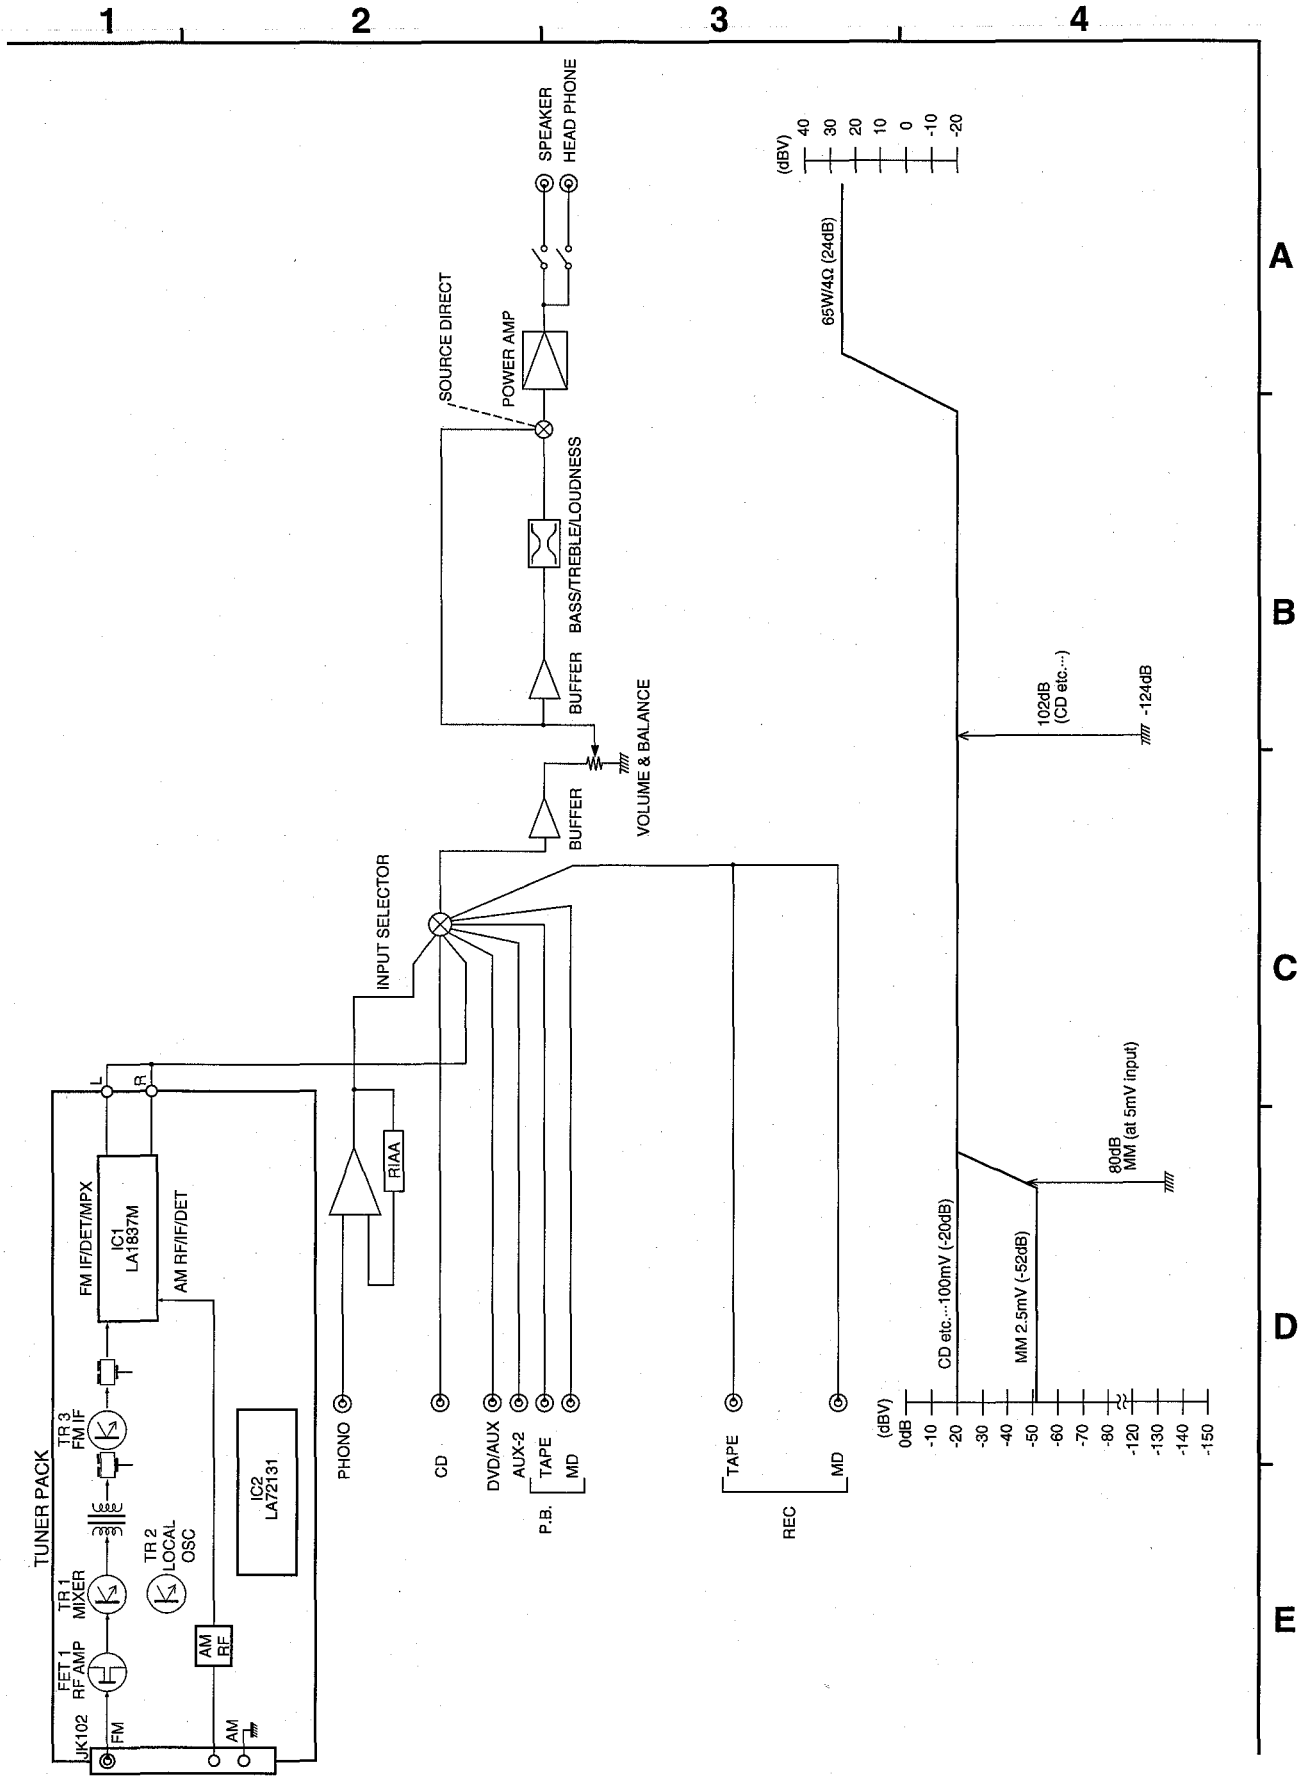 1
2
3
4
A
B
C
D
E
TUNER PACK
JK102
FM
AM
FET 1
RF AMP
TR 1
MIXER
TR 2
LOCAL
OSC
TR 3
FM IF
FM IF/DET/MPX
IC1
LA1837M
AM RF/IF/DET
AM
RF
IC2
LA72131
L
R
PHONO
RIAA
CD
DVD/AUX
AUX-2
TAPE
MD
P.B.
TAPE
MD
REC
INPUT SELECTOR
BUFFER
VOLUME & BALANCE
BUFFER
BASS/TREBLE/LOUDNESS
SOURCE DIRECT
POWER AMP
SPEAKER
HEAD PHONE
(dBV)
0dB
-10
-20
-30
-40
-50
-60
-70
-80
-120
-130
-140
-150
CD etc.···100mV (-20dB)
MM 2.5mV (-52dB)
80dB
MM (at 5mV input)
102dB
(CD etc.···)
-124dB
65W/4Ω (24dB)
(dBV)
40
30
20
10
0
-10
-20